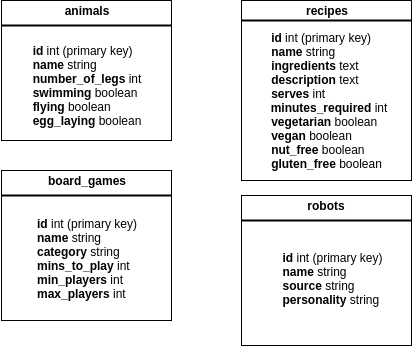 animals
id int (primary key)
name string
number_of_legs int
swimming boolean
flying boolean
egg_laying boolean
recipes
id int (primary key)
name string
ingredients text
description text
serves int
minutes_required int
vegetarian boolean
vegan boolean
nut_free boolean
gluten_free boolean
board_games
id int (primary key)
name string
category string
mins_to_play int
min_players int
max_players int
robots
id int (primary key)
name string
source string
personality string